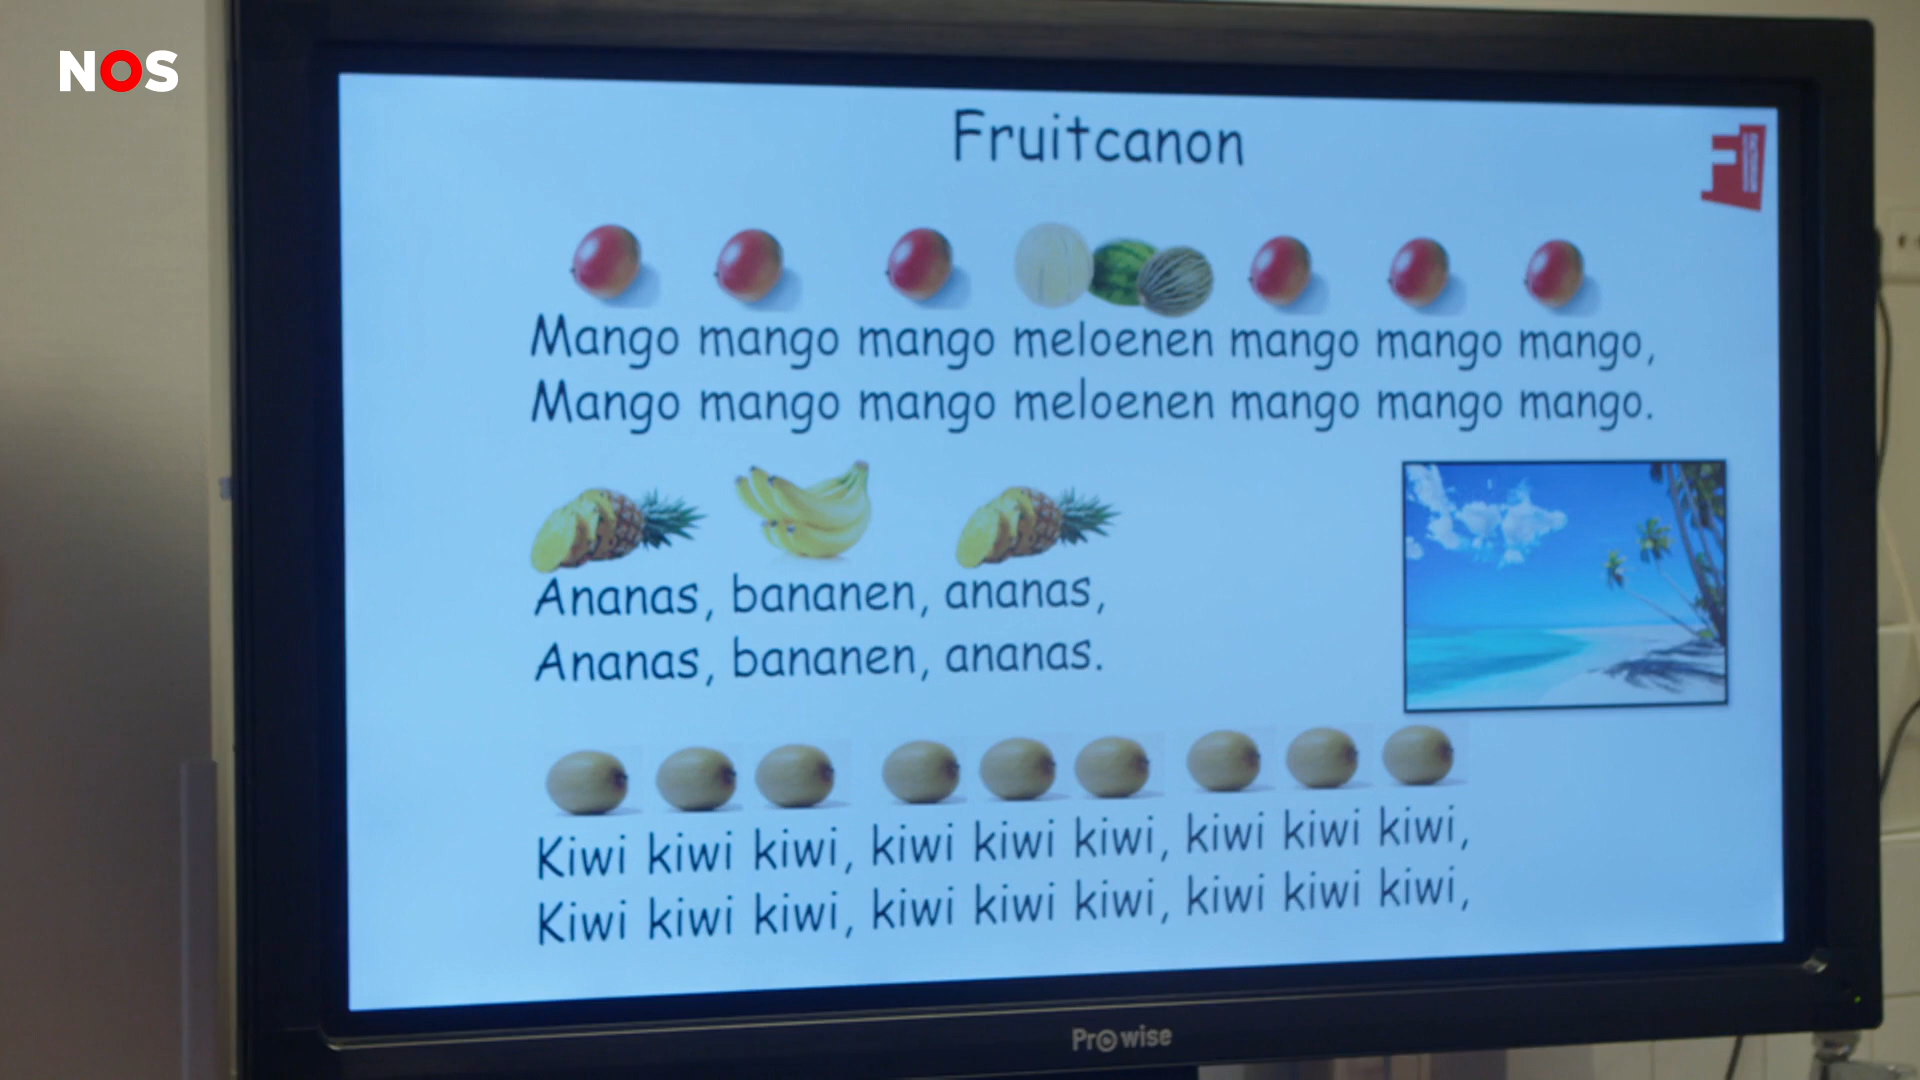 NOS
Fruitcanon
Mango mango mango meloenen mango mango mango,
Mango mango mango meloenen mango mango mango.
Ananas, bananen, ananas,
Ananas, bananen, ananas.
Kiwi kiwi kiwi, kiwi kiwi kiwi, kiwi kiwi kiwi,
Kiwi kiwi kiwi, kiwi kiwi kiwi, kiwi kiwi kiwi,
Prowise